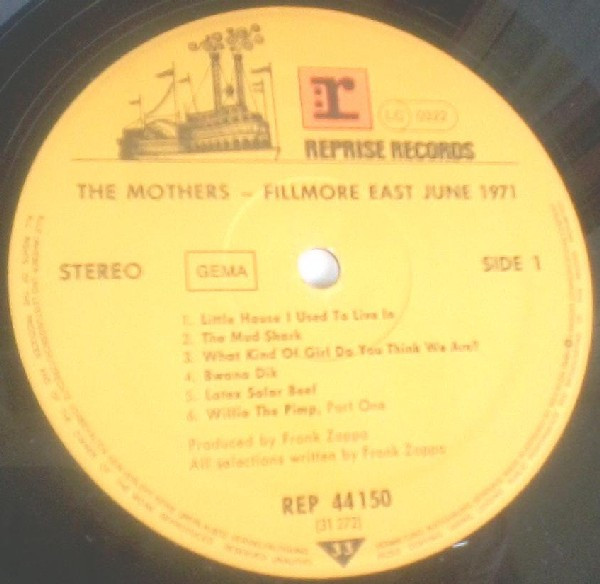 r
LC 0322
REPRISE RECORDS
THE MOTHERS - FILLMORE EAST JUNE 1971
STEREO
GEMA
SIDE 1
1. Little House I Used To Live In
2. The Mud Shark
3. What Kind Of Girl Do You Think We Are?
4. Bwana Dik
5. Latex Solar Beef
6. Willie The Pimp, Part One
Produced by Frank Zappa
All selections written by Frank Zappa
REP 44150
(31 272)
33